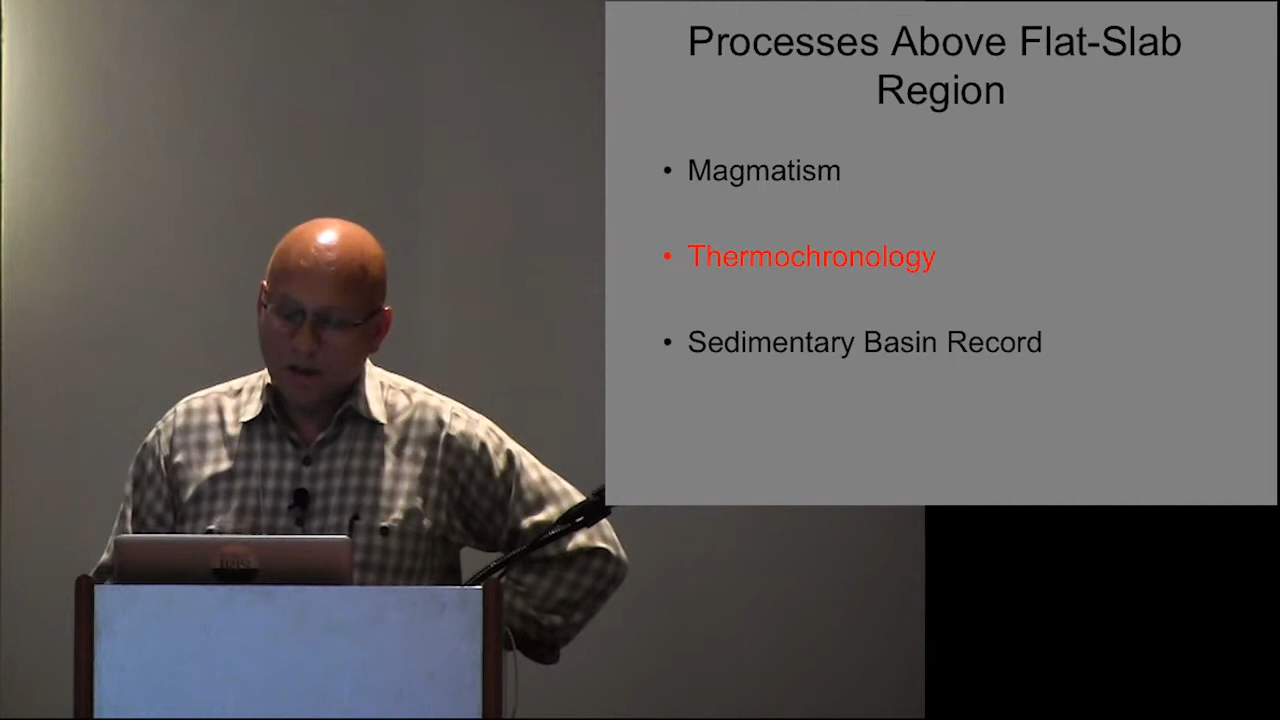 Processes Above Flat-Slab
Region
• Magmatism
• Thermochronology
• Sedimentary Basin Record